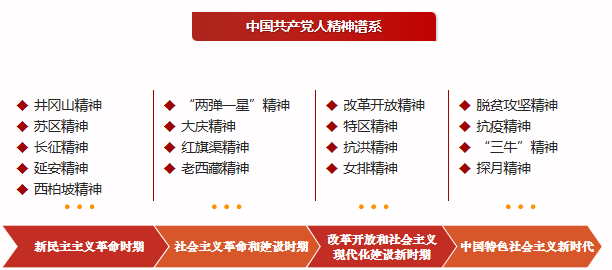 中国共产党人精神谱系
井冈山精神
苏区精神
长征精神
延安精神
西柏坡精神
“两弹一星”精神
大庆精神
红旗渠精神
老西藏精神
改革开放精神
特区精神
抗洪精神
女排精神
脱贫攻坚精神
抗疫精神
“三牛”精神
探月精神
新民主主义革命时期
社会主义革命和建设时期
改革开放和社会主义
现代化建设新时期
中国特色社会主义新时代